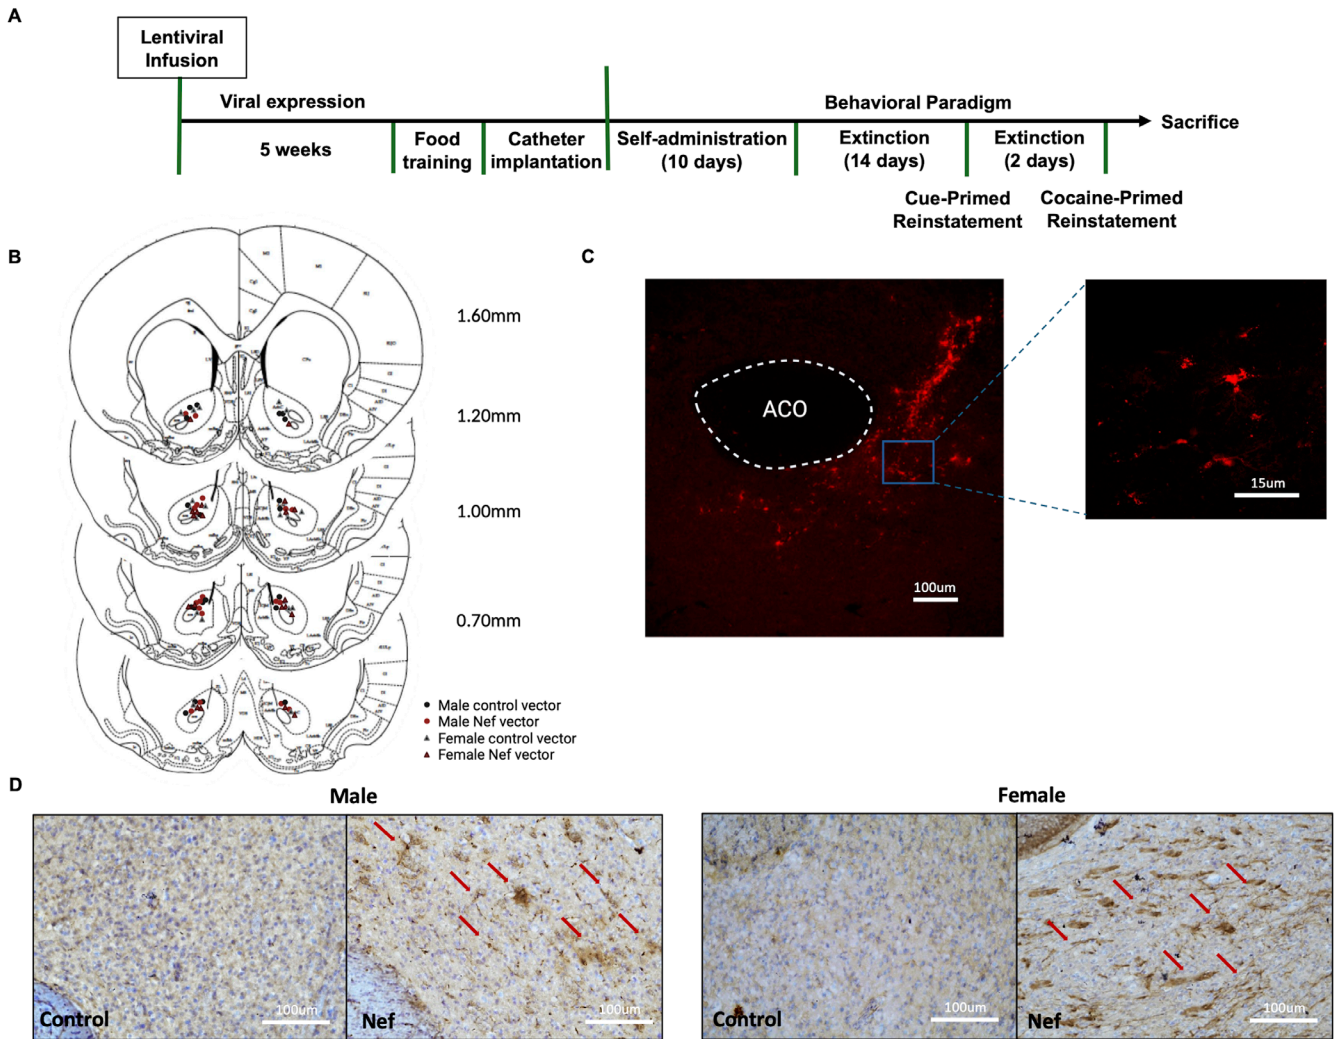 A
Lentiviral
Infusion
Viral expression
Behavioral Paradigm
Sacrifice
5 weeks
Food
training
Catheter
implantation
Self-administration
(10 days)
Extinction
(14 days)
Extinction
(2 days)
Cue-Primed
Reinstatement
Cocaine-Primed
Reinstatement
B
1.60mm
1.20mm
1.00mm
0.70mm
Male control vector
Male Nef vector
Female control vector
Female Nef vector
C
ACO
100um
15um
D
Male
Female
Control
100um
Nef
100um
Control
100um
Nef
100um